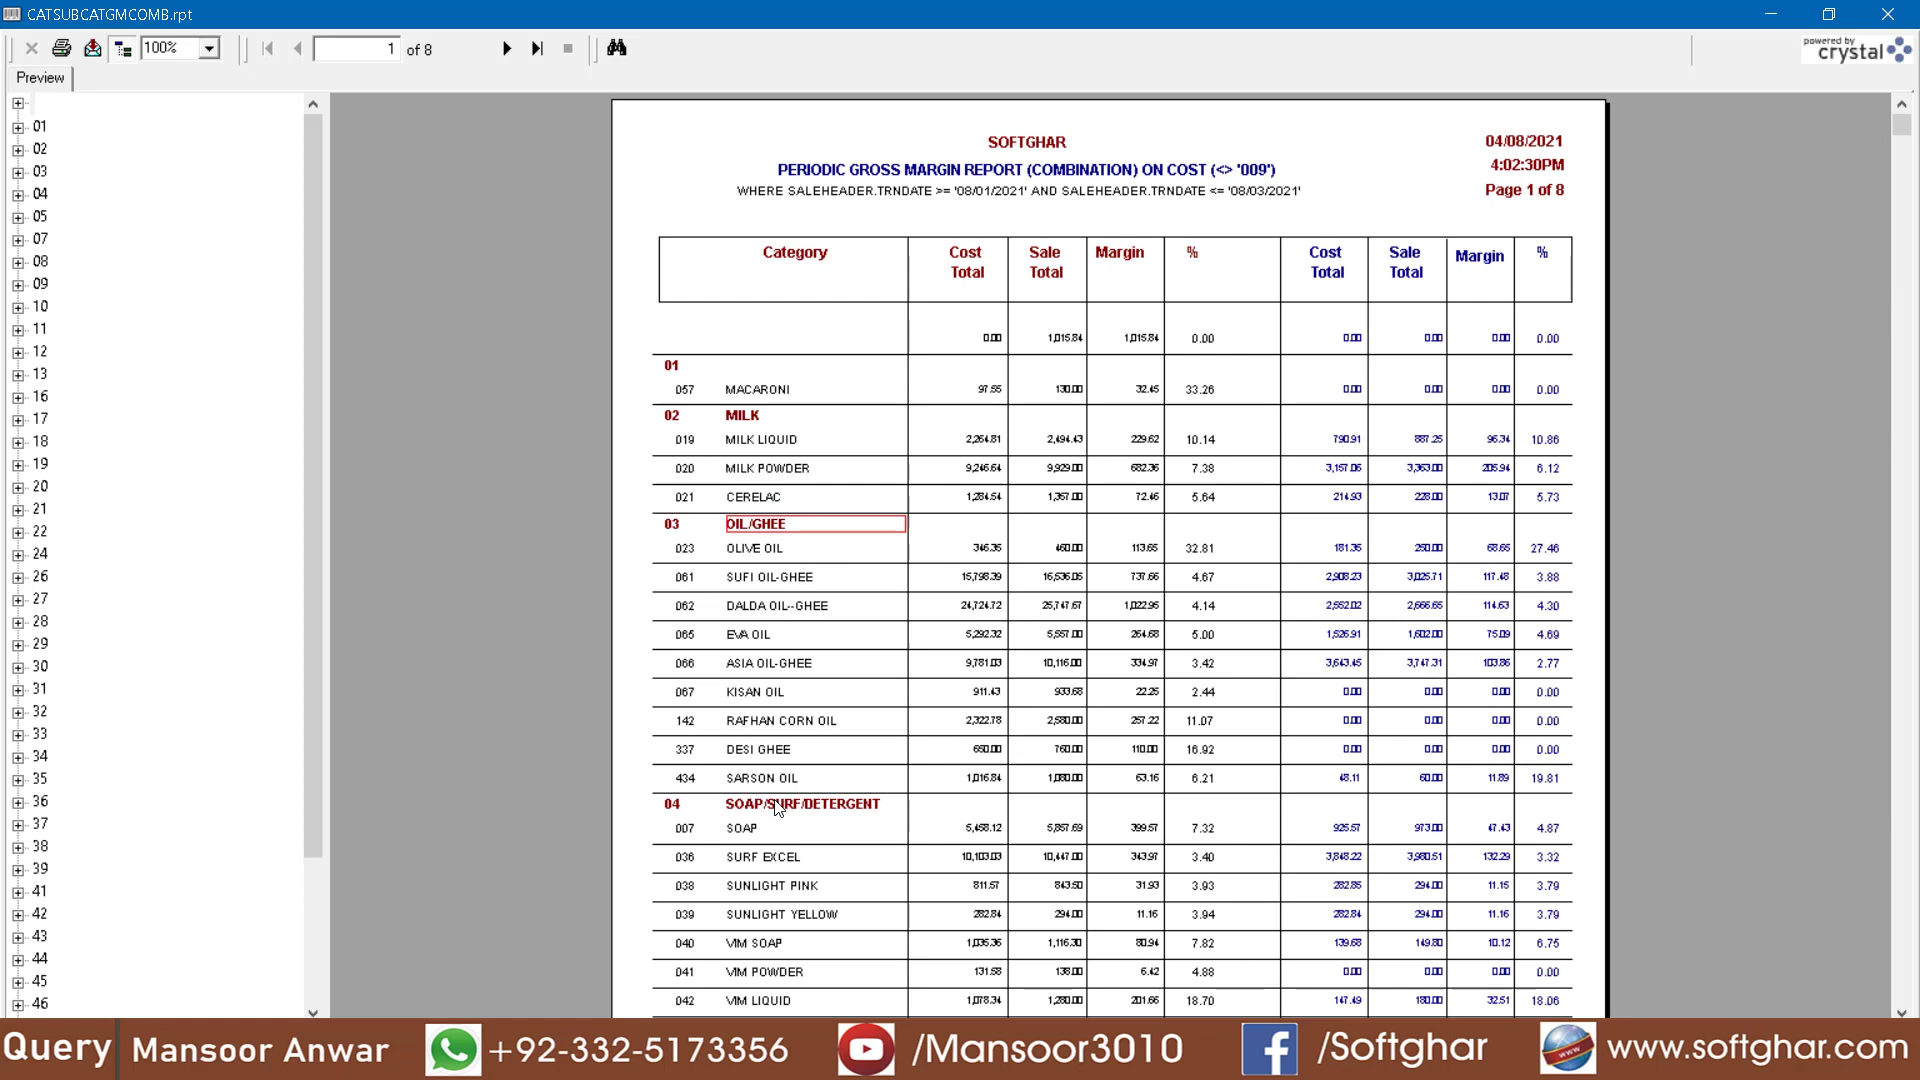 CATSUBCATGMCOMB.rpt
100%
1 of 8
powered by
crystal
Preview
01
02
03
04
05
07
08
09
10
11
12
13
16
17
18
19
20
21
22
24
26
27
28
29
30
31
32
33
34
35
36
37
38
39
41
42
43
44
45
46
SOFTGHAR
04/08/2021
PERIODIC GROSS MARGIN REPORT (COMBINATION) ON COST (<> '009')
4:02:30PM
WHERE SALEHEADER.TRNDATE >= '08/01/2021' AND SALEHEADER.TRNDATE <= '08/03/2021'
Page 1 of 8
Category Cost Total Sale Total Margin % Cost Total Sale Total Margin %
0.00 1,015.84 1,015.84 0.00 0.00 0.00 0.00 0.00
01
057 MACARONI 97.55 130.00 32.45 33.26 0.00 0.00 0.00 0.00
02 MILK
019 MILK LIQUID 2,264.81 2,494.43 229.62 10.14 790.91 887.25 96.34 10.86
020 MILK POWDER 9,246.64 9,929.00 682.36 7.38 3,157.06 3,363.00 205.94 6.12
021 CERELAC 1,284.54 1,357.00 72.46 5.64 214.93 228.00 13.07 5.73
03 OIL/GHEE
023 OLIVE OIL 346.35 460.00 113.65 32.81 181.35 250.00 68.65 27.46
061 SUFI OIL-GHEE 15,798.39 16,536.05 737.66 4.67 2,908.23 3,025.71 117.48 3.88
062 DALDA OIL--GHEE 24,724.72 25,747.67 1,022.95 4.14 2,552.02 2,666.65 114.63 4.30
065 EVA OIL 5,292.32 5,557.00 264.68 5.00 1,526.91 1,602.00 75.09 4.69
066 ASIA OIL-GHEE 9,781.03 10,116.00 334.97 3.42 3,643.45 3,747.31 103.86 2.77
067 KISAN OIL 911.43 933.68 22.25 2.44 0.00 0.00 0.00 0.00
142 RAFHAN CORN OIL 2,322.78 2,580.00 257.22 11.07 0.00 0.00 0.00 0.00
337 DESI GHEE 650.00 760.00 110.00 16.92 0.00 0.00 0.00 0.00
434 SARSON OIL 1,016.84 1,080.00 63.16 6.21 48.11 60.00 11.89 19.81
04 SOAP/SURF/DETERGENT
007 SOAP 5,458.12 5,857.69 399.57 7.32 925.57 973.00 47.43 4.87
036 SURF EXCEL 10,103.03 10,447.00 343.97 3.40 3,848.22 3,980.51 132.29 3.32
038 SUNLIGHT PINK 811.57 843.50 31.93 3.93 282.85 294.00 11.15 3.79
039 SUNLIGHT YELLOW 282.84 294.00 11.16 3.94 282.84 294.00 11.16 3.79
040 VIM SOAP 1,035.36 1,116.30 80.94 7.82 139.68 149.80 10.12 6.75
041 VIM POWDER 131.58 138.00 6.42 4.88 0.00 0.00 0.00 0.00
042 VIM LIQUID 1,078.34 1,280.00 201.66 18.70 147.49 180.00 32.51 18.06
Query Mansoor Anwar +92-332-5173356 /Mansoor3010 /Softghar www.softghar.com